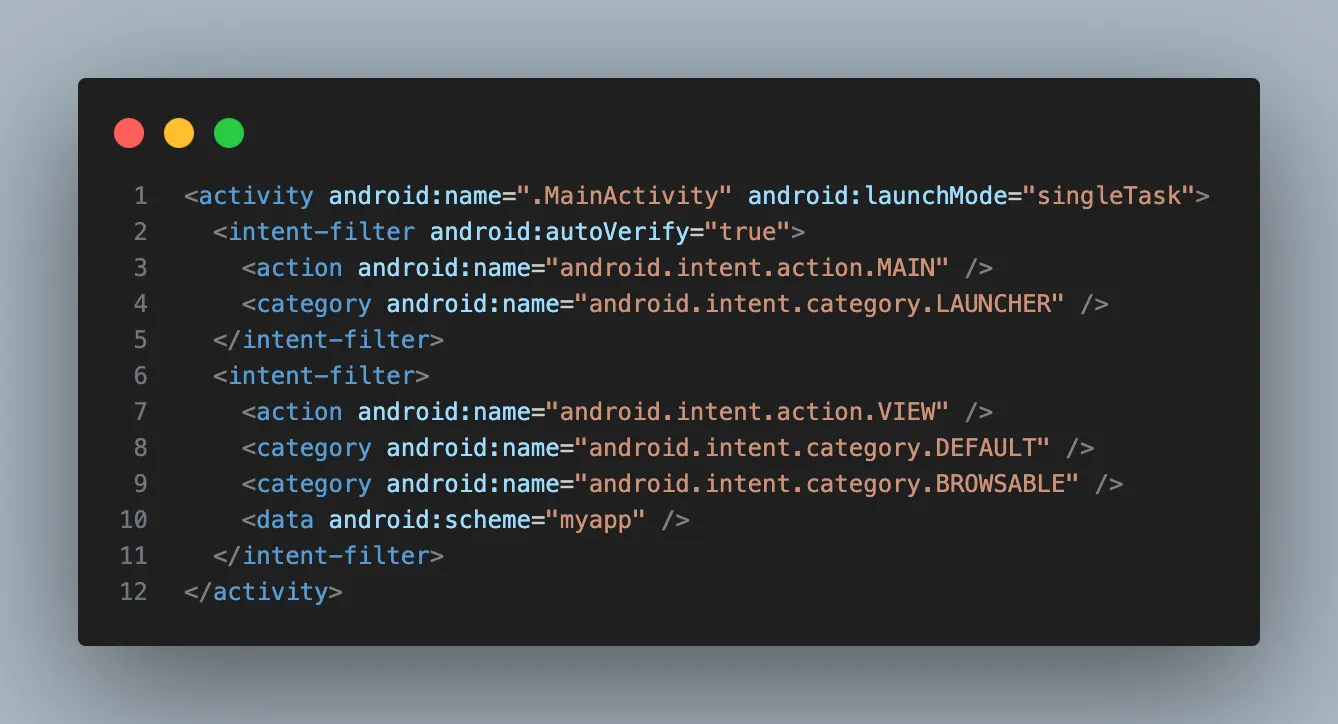 1 <activity android:name=".MainActivity" android:launchMode="singleTask">
2   <intent-filter android:autoVerify="true">
3     <action android:name="android.intent.action.MAIN" />
4     <category android:name="android.intent.category.LAUNCHER" />
5   </intent-filter>
6   <intent-filter>
7     <action android:name="android.intent.action.VIEW" />
8     <category android:name="android.intent.category.DEFAULT" />
9     <category android:name="android.intent.category.BROWSABLE" />
10     <data android:scheme="myapp" />
11   </intent-filter>
12 </activity>